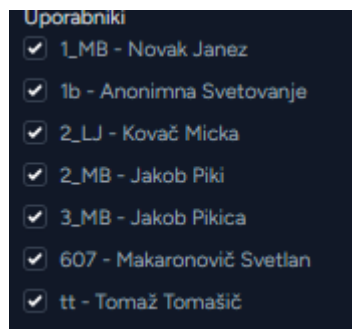 Uporabniki
1_MB - Novak Janez
1b - Anonimna Svetovanje
2_LJ - Kovač Micka
2_MB - Jakob Piki
3_MB - Jakob Pikica
607 - Makaronovič Svetlan
tt - Tomaž Tomašič